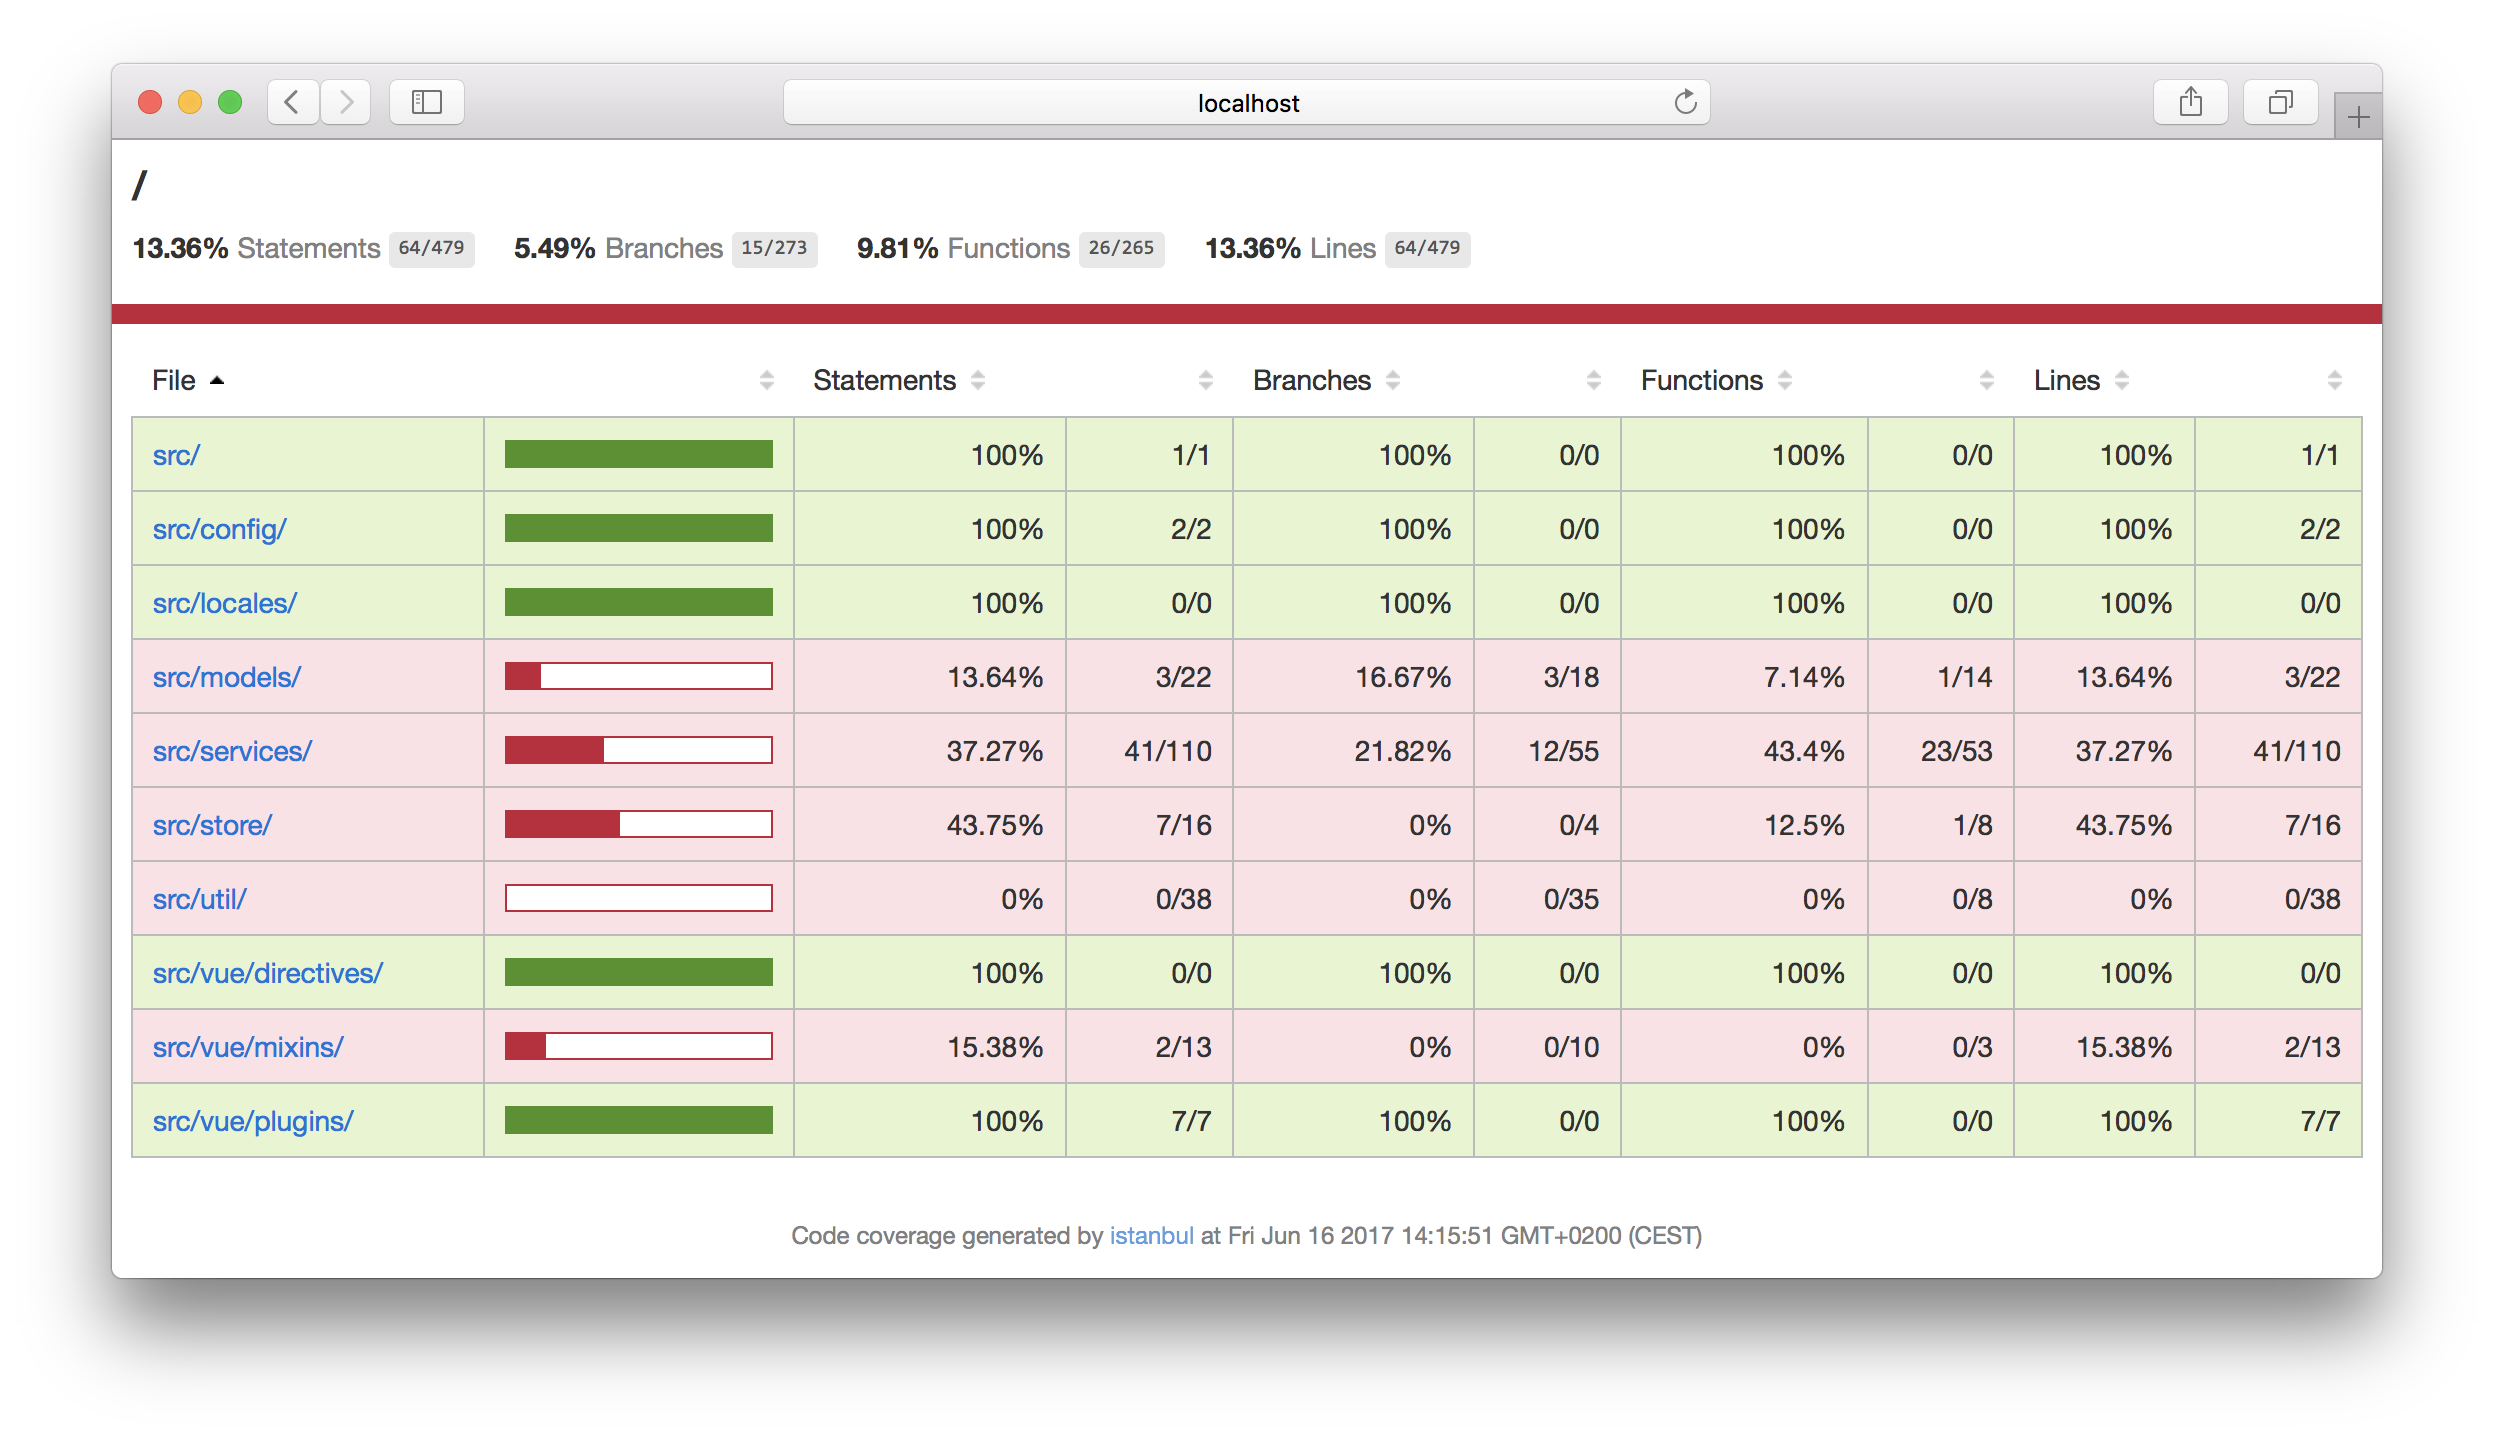 localhost
/
13.36% Statements 64/479 5.49% Branches 15/273 9.81% Functions 26/265 13.36% Lines 64/479
File Statements Branches Functions Lines
src/ 100% 1/1 100% 0/0 100% 0/0 100% 1/1
src/config/ 100% 2/2 100% 0/0 100% 0/0 100% 2/2
src/locales/ 100% 0/0 100% 0/0 100% 0/0 100% 0/0
src/models/ 13.64% 3/22 16.67% 3/18 7.14% 1/14 13.64% 3/22
src/services/ 37.27% 41/110 21.82% 12/55 43.4% 23/53 37.27% 41/110
src/store/ 43.75% 7/16 0% 0/4 12.5% 1/8 43.75% 7/16
src/util/ 0% 0/38 0% 0/35 0% 0/8 0% 0/38
src/vue/directives/ 100% 0/0 100% 0/0 100% 0/0 100% 0/0
src/vue/mixins/ 15.38% 2/13 0% 0/10 0% 0/3 15.38% 2/13
src/vue/plugins/ 100% 7/7 100% 0/0 100% 0/0 100% 7/7
Code coverage generated by istanbul at Fri Jun 16 2017 14:15:51 GMT+0200 (CEST)